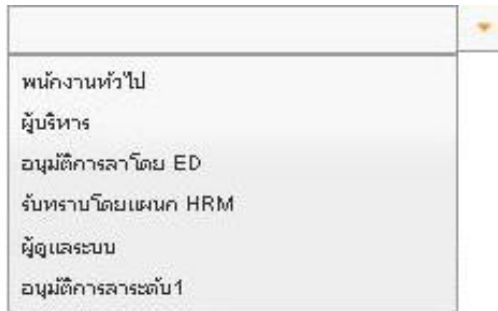 พนักงานทั่วไป
ผู้บริหาร
อนุมัติการลาโดย ED
รับทราบโดยแผนก HRM
ผู้ดูแลระบบ
อนุมัติการลาระดับ1